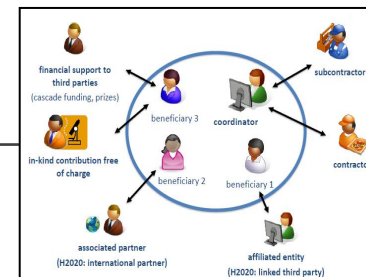 financial support to
third parties
(cascade funding, prizes)
subcontractor
beneficiary 3
coordinator
in-kind contribution free
of charge
contracto
beneficiary 2
beneficiary 1
associated partner
(H2020: international partner)
affiliated entity
(H2020: linked third party)